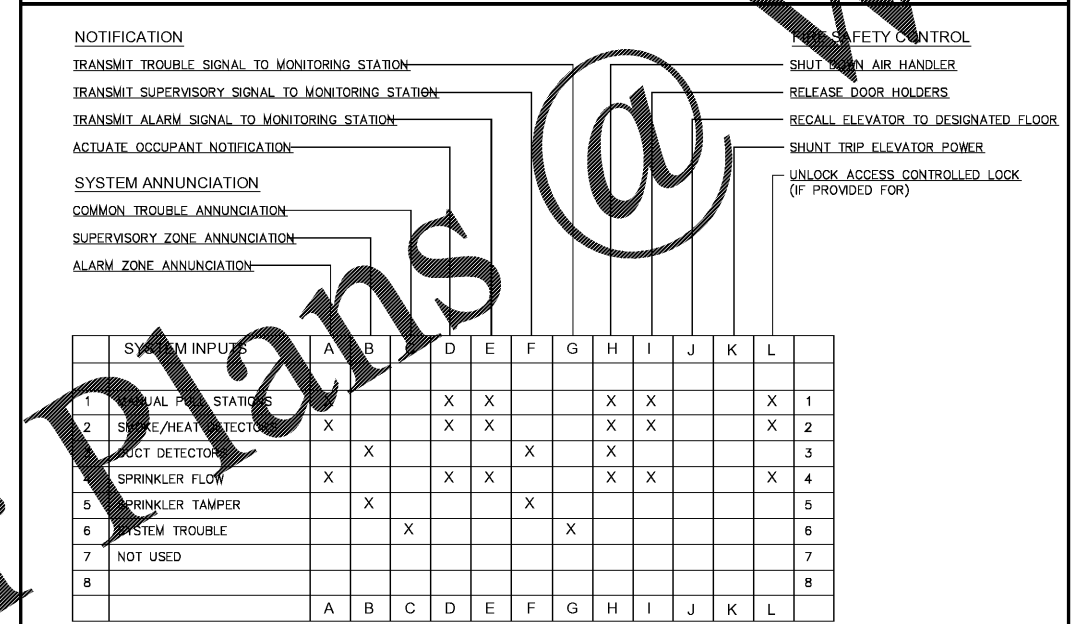 NOTIFICATION
TRANSMIT TROUBLE SIGNAL TO MONITORING STATION
TRANSMIT SUPERVISORY SIGNAL TO MONITORING STATION
TRANSMIT ALARM SIGNAL TO MONITORING STATION
ACTUATE OCCUPANT NOTIFICATION
SYSTEM ANNUNCIATION
COMMON TROUBLE ANNUNCIATION
SUPERVISORY ZONE ANNUNCIATION
ALARM ZONE ANNUNCIATION
FIRE SAFETY CONTROL
SHUT DOWN AIR HANDLER
RELEASE DOOR HOLDERS
RECALL ELEVATOR TO DESIGNATED FLOOR
SHUNT TRIP ELEVATOR POWER
UNLOCK ACCESS CONTROLLED LOCK
(IF PROVIDED FOR)
SYSTEM INPUTS A B C D E F G H I J K L
1 MANUAL PULL STATIONS X X X X X X 1
2 SMOKE/HEAT DETECTORS X X X X X X 2
3 DUCT DETECTORS X X X 3
4 SPRINKLER FLOW X X X X X X 4
5 SPRINKLER TAMPER X X 5
6 SYSTEM TROUBLE X X 6
7 NOT USED 7
8 8
A B C D E F G H I J K L
Plans @